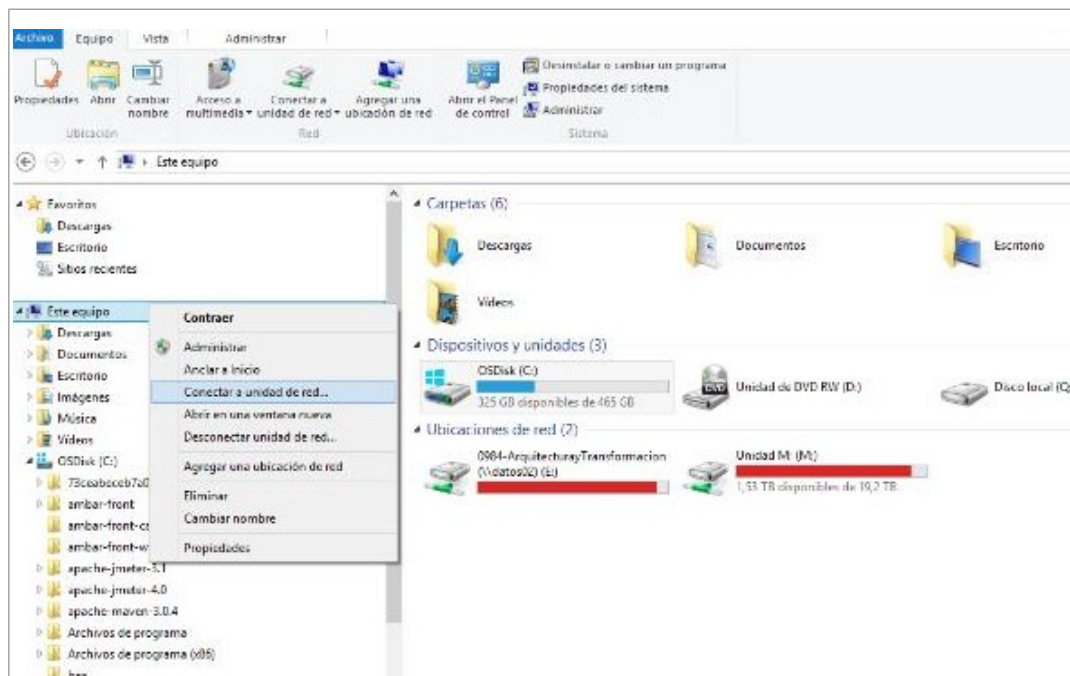 Archivo Equipo Vista Administrar
Propiedades Abrir Cambiar nombre
Acceso a multimedia Conectar a unidad de red Agregar una ubicación de red
Abrir el Panel de control
Desinstalar o cambiar un programa
Propiedades del sistema
Administrar
Ubicación Red Sistema
Este equipo
Favoritos
Descargas
Escritorio
Sitios recientes
Este equipo
Descargas
Documentos
Escritorio
Imágenes
Música
Vídeos
OSDisk (C:)
ambar-front
ambar-front-w
apache-jmeter-3.1
apache-jmeter-4.0
apache-maven-3.0.4
Archivos de programa
Archivos de programa (x86)
Contraer
Administrar
Anclar a Inicio
Conectar a unidad de red...
Abrir en una ventana nueva
Desconectar unidad de red...
Agregar una ubicación de red
Eliminar
Cambiar nombre
Propiedades
Carpetas (6)
Descargas Documentos Escritorio
Vídeos
Dispositivos y unidades (3)
OSDisk (C:)
325 GB disponibles de 465 GB
Unidad de DVD RW (D:)
Disco local (Q:
Ubicaciones de red (2)
0984-ArquitecturayTransformacion
(\\datos02) (E:)
Unidad M: (M:)
1,53 TB disponibles de 19,2 TB